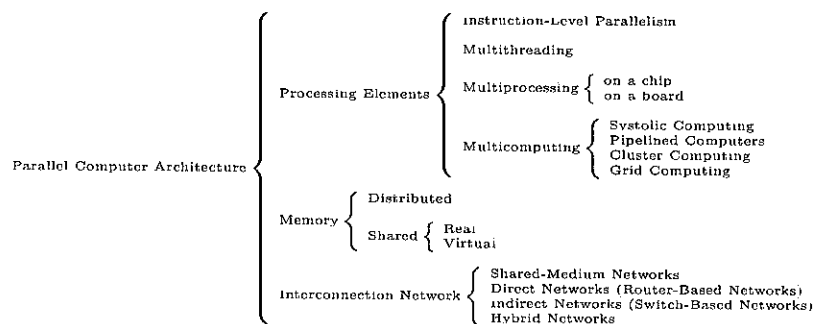 Parallel Computer Architecture
Processing Elements
Instruction-Level Parallelism
Multithreading
Multiprocessing
on a chip
on a board
Multicomputing
Systolic Computing
Pipelined Computers
Cluster Computing
Grid Computing
Memory
Distributed
Shared
Real
Virtual
Interconnection Network
Shared-Medium Networks
Direct Networks (Router-Based Networks)
Indirect Networks (Switch-Based Networks)
Hybrid Networks